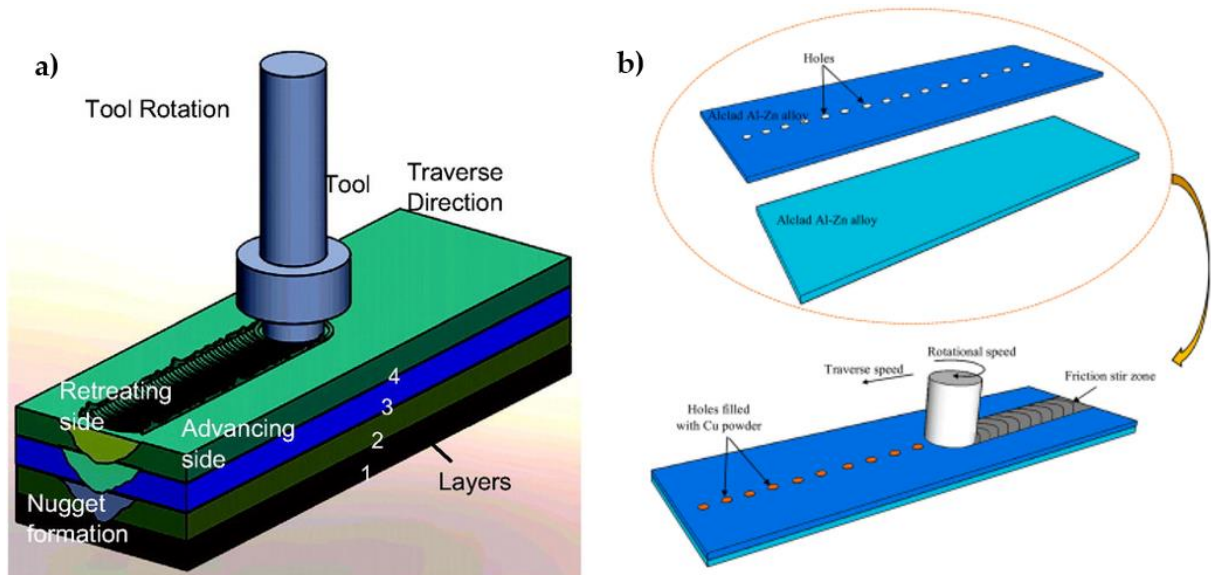 a)
Tool Rotation
Tool
Traverse
Direction
Retreating
side
Advancing
side
4
3
2
1
Layers
Nugget
formation
b)
Holes
Alclad Al-Zn alloy
Alclad Al-Zn alloy
Rotational speed
Traverse speed
Friction stir zone
Holes filled
with Cu powder